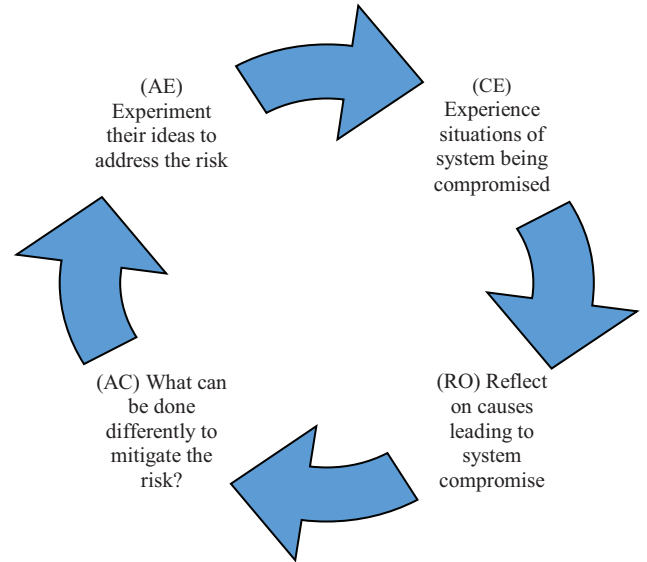 (AE)
Experiment
their ideas to
address the risk
(CE)
Experience
situations of
system being
compromised
(RO) Reflect
on causes
leading to
system
compromise
(AC) What can
be done
differently to
mitigate the
risk?